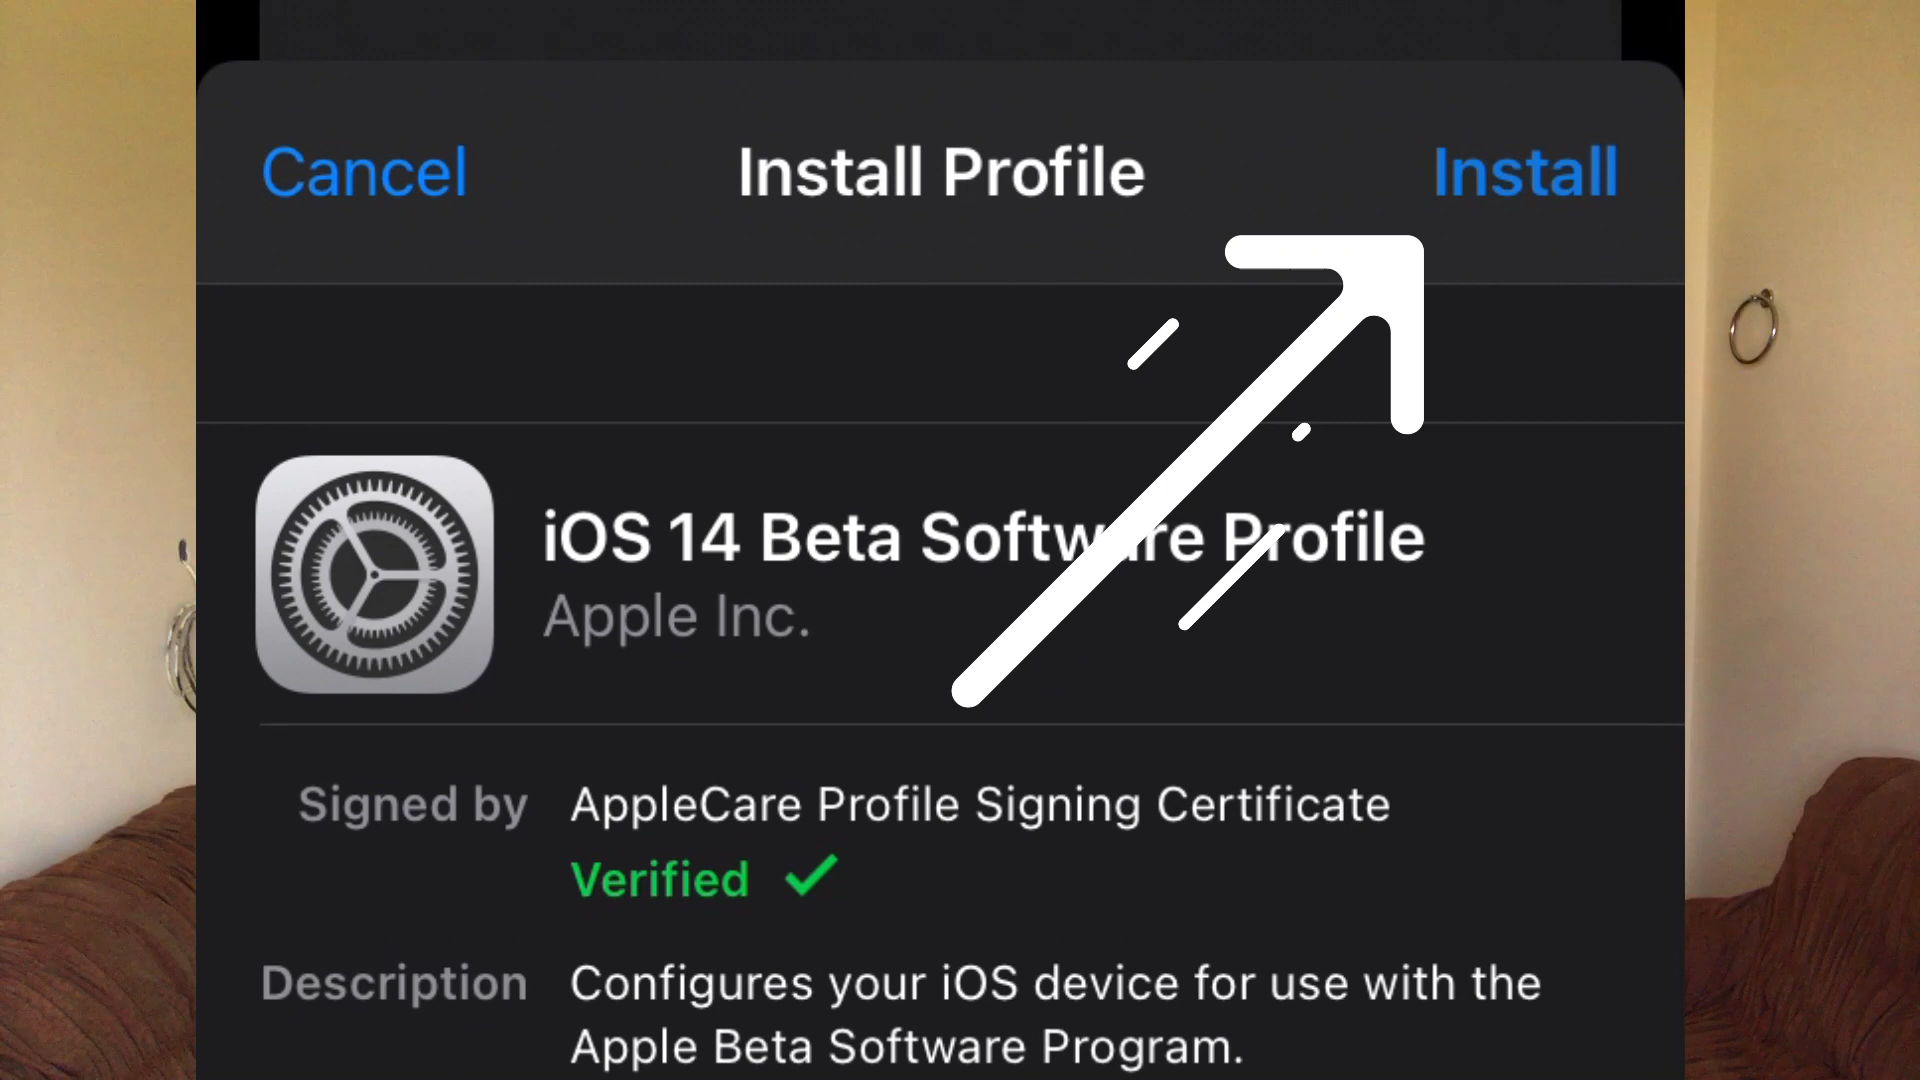 Cancel Install Profile Install
iOS 14 Beta Software Profile
Apple Inc.
Signed by AppleCare Profile Signing Certificate
Verified
Description Configures your iOS device for use with the
Apple Beta Software Program.